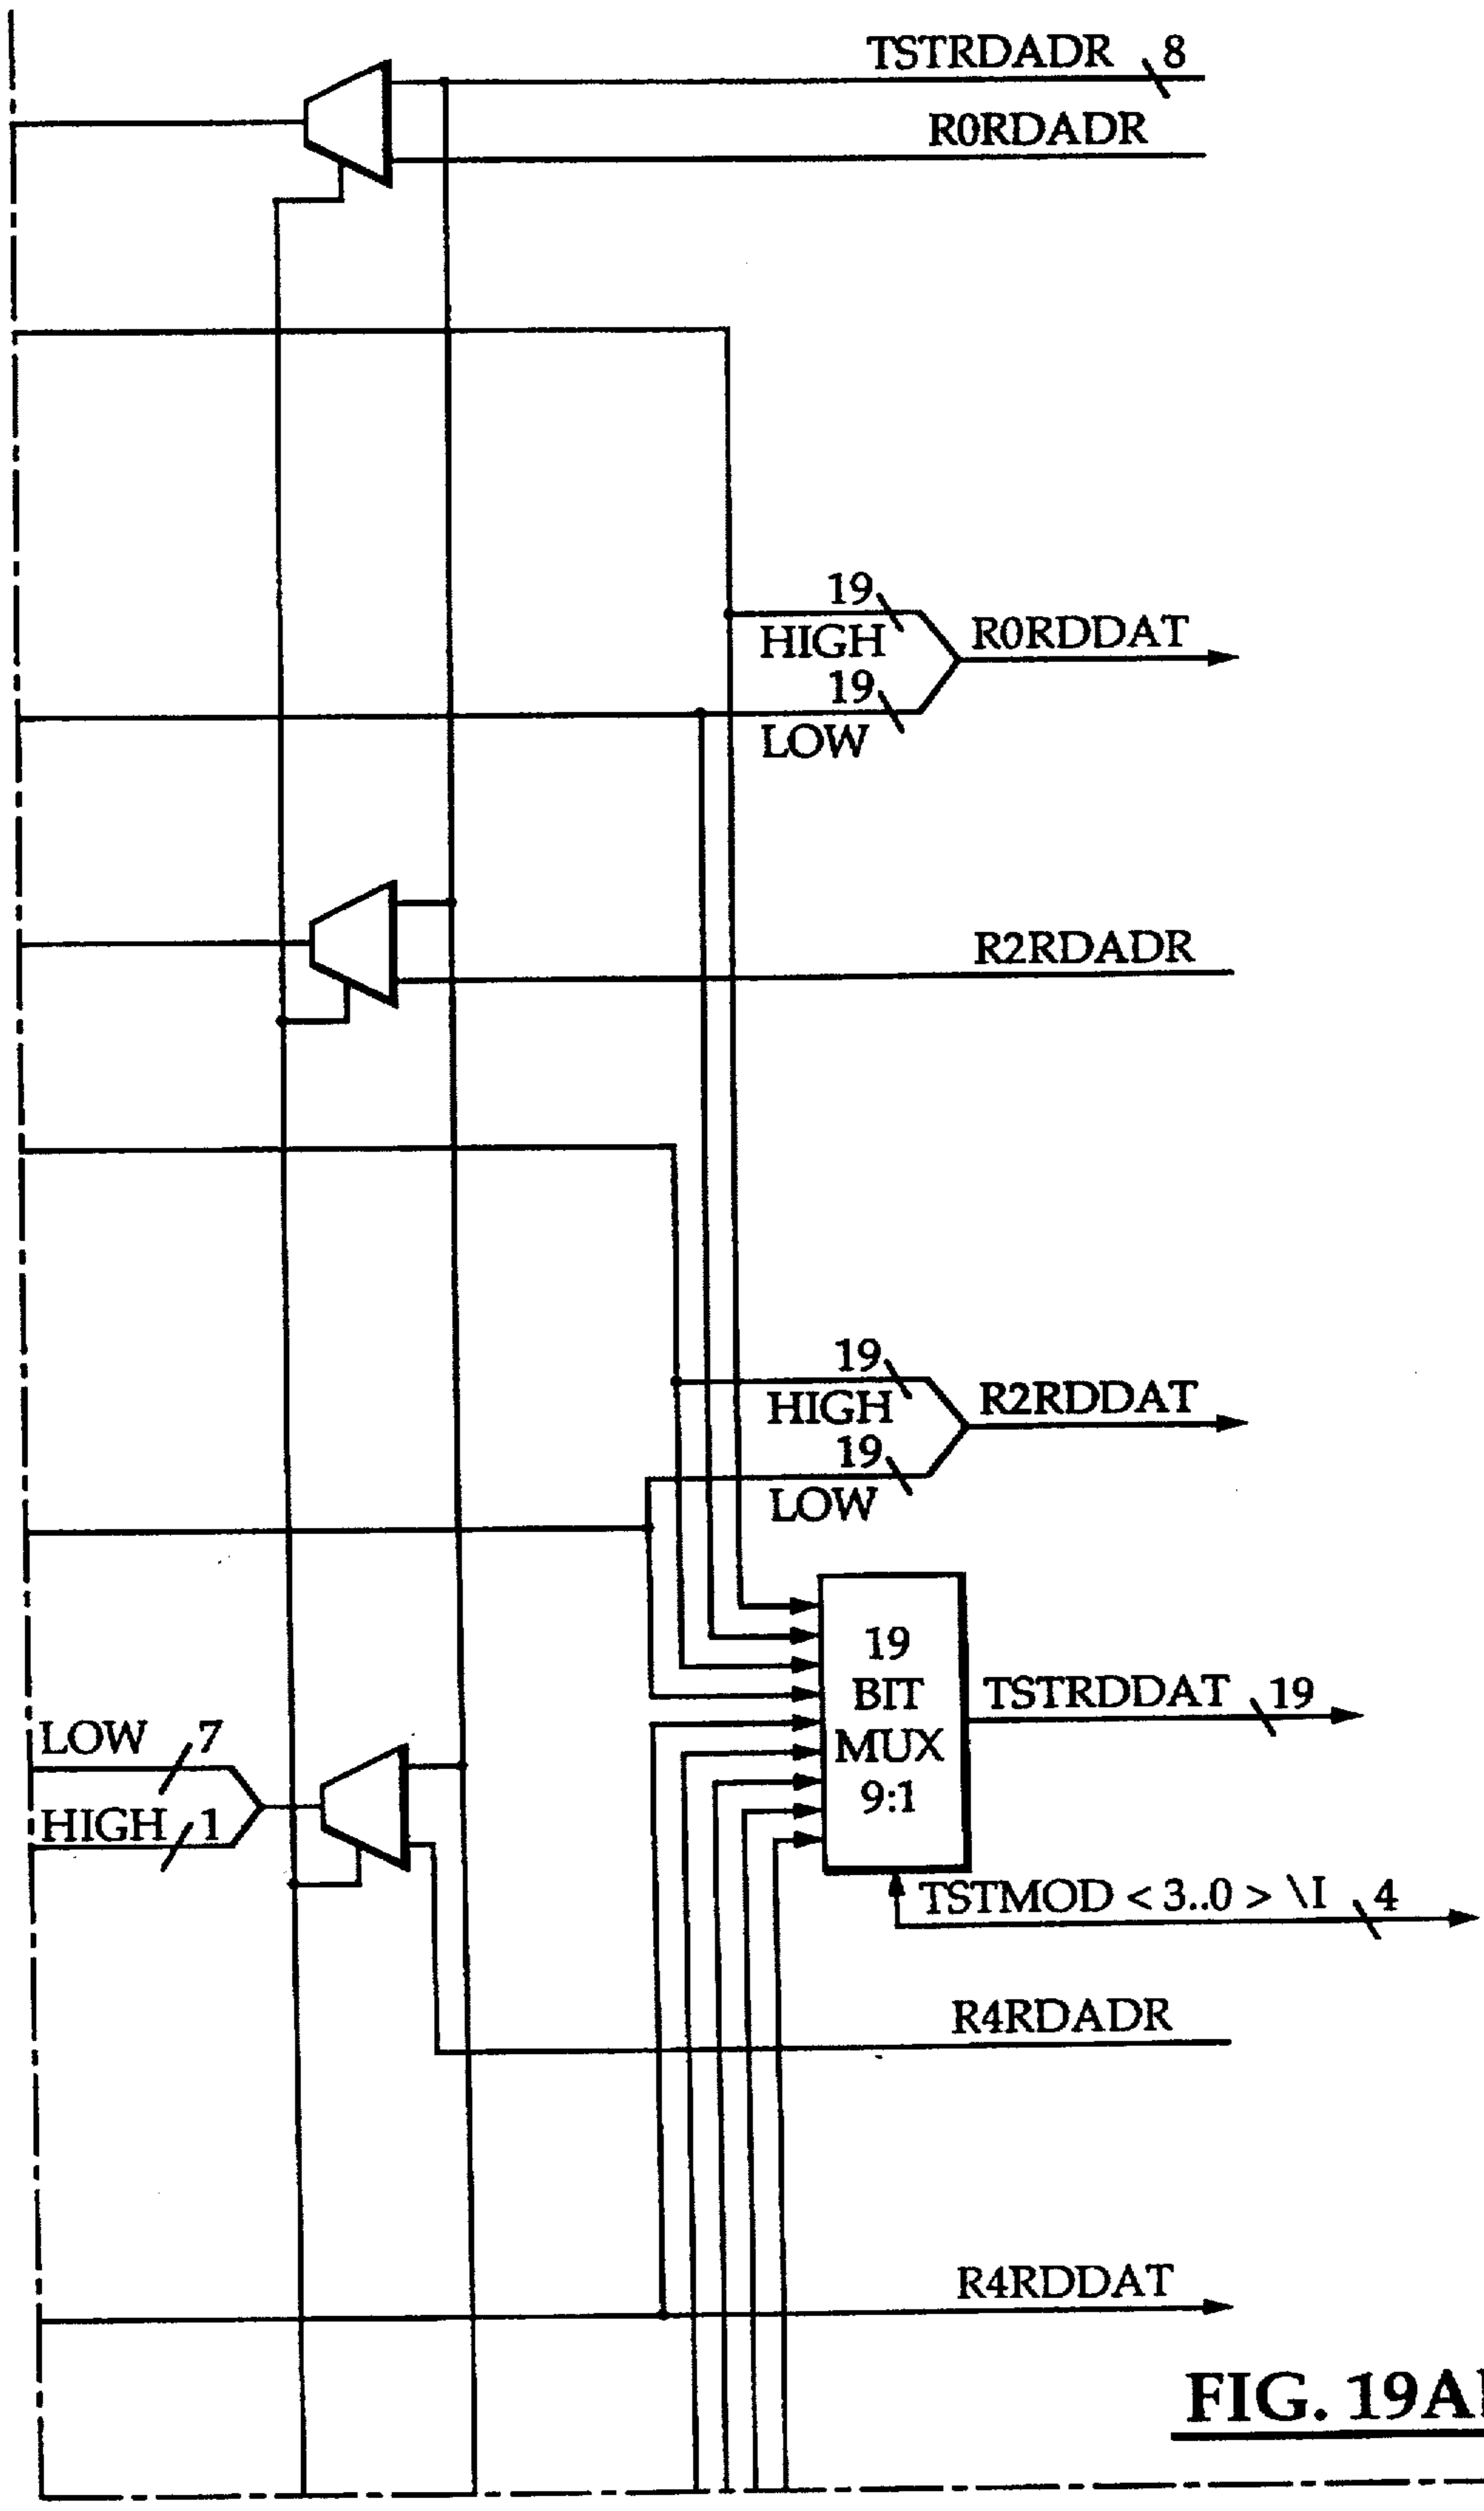 TSTRDADR 8
R0RDADR
19
HIGH
R0RDDAT
19
LOW
R2RDADR
19
HIGH
R2RDDAT
19
LOW
19
BIT
MUX
9:1
TSTRDDAT 19
LOW 7
HIGH 1
TSTMOD < 3..0 > \I 4
R4RDADR
R4RDDAT
FIG. 19A